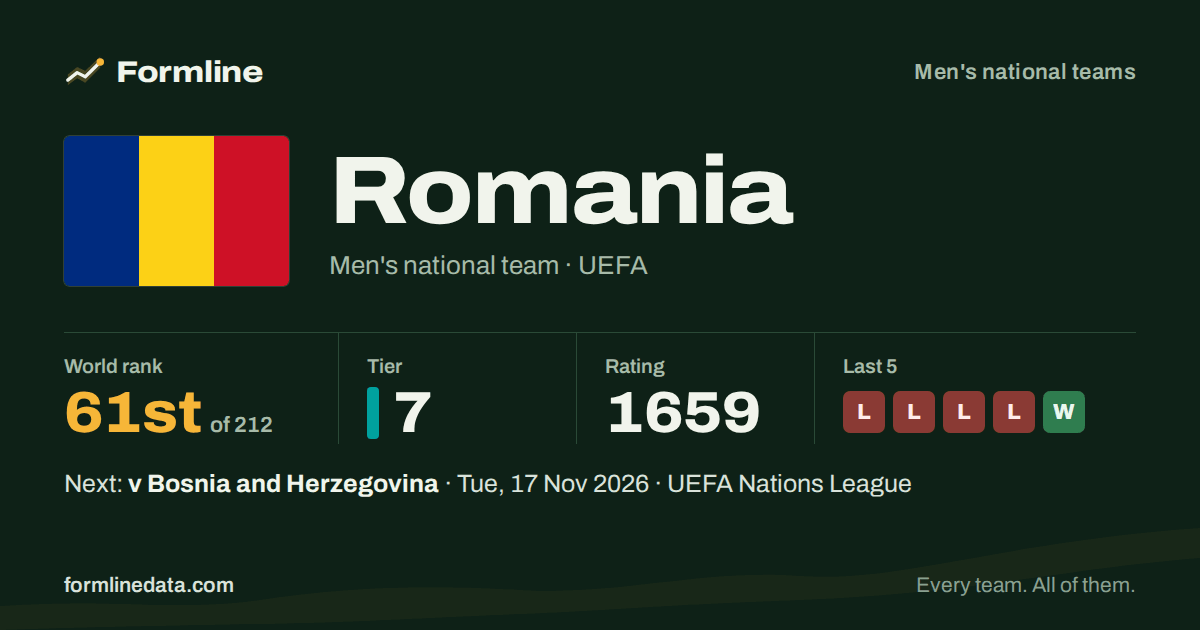 Formline
Men's national teams
Romania
Men's national team · UEFA
World rank
61st of 212
Tier
7
Rating
1659
Last 5
L L L L W
Next: v Bosnia and Herzegovina · Tue, 17 Nov 2026 · UEFA Nations League
formlinedata.com
Every team. All of them.